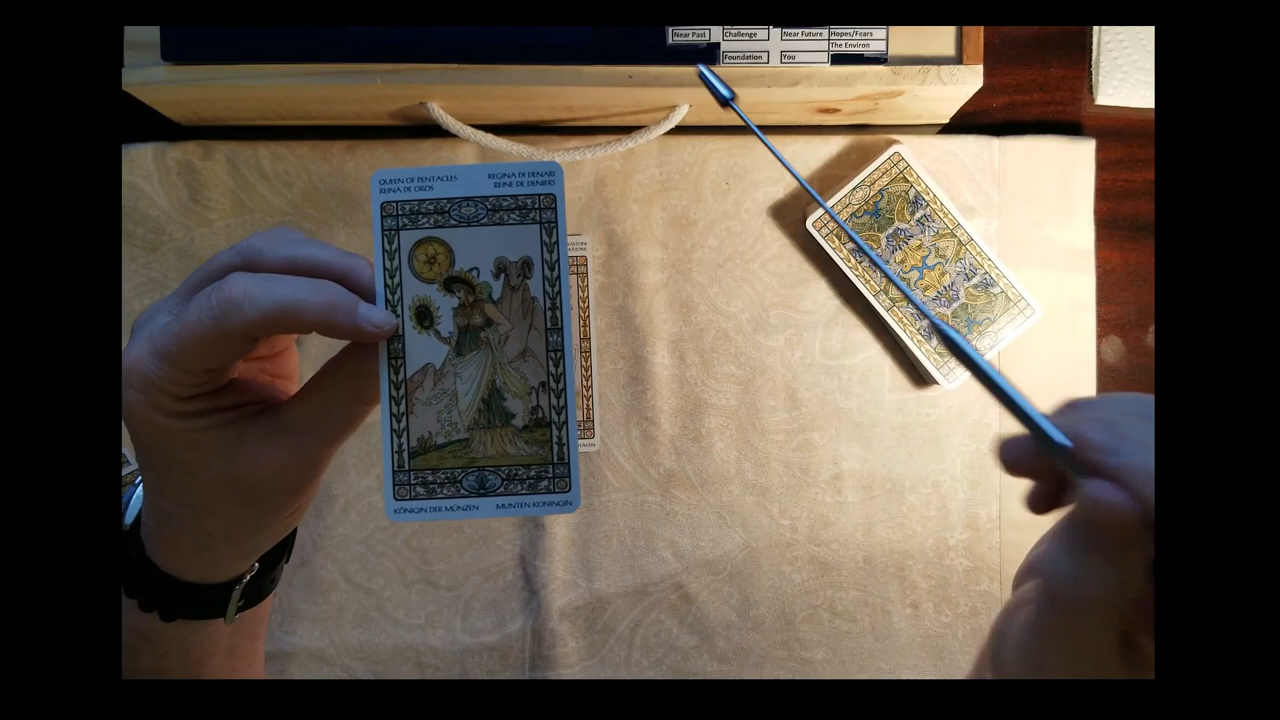 Near Past
Challenge
Near Future
Hopes/Fears
The Environ
Foundation
You
QUEEN OF PENTACLES
REINA DE OROS
REGINA DI DENARI
REINE DE DENIERS
KÖNIGIN DER MÜNZEN
MUNTEN KONINGIN